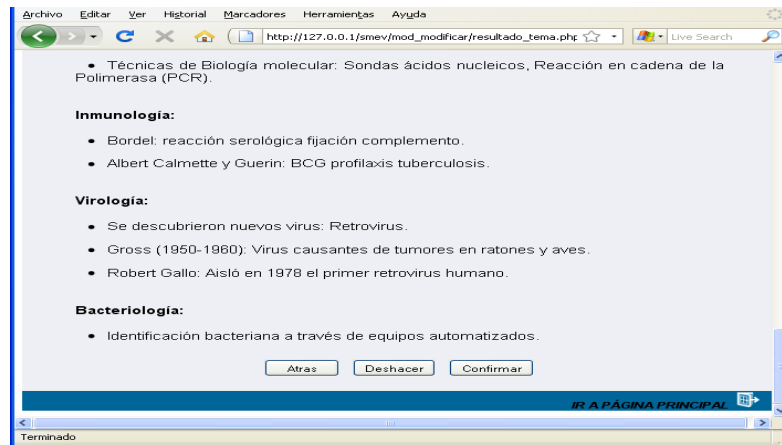 Archivo Editar Ver Historial Marcadores Herramientas Ayuda
http://127.0.0.1/smev/mod_modificar/resultado_tema.php
Live Search
• Técnicas de Biología molecular: Sondas ácidos nucleicos, Reacción en cadena de la
Polimerasa (PCR).
Inmunología:
• Bordel: reacción serológica fijación complemento.
• Albert Calmette y Guerin: BCG profilaxis tuberculosis.
Virología:
• Se descubrieron nuevos virus: Retrovirus.
• Gross (1950-1960): Virus causantes de tumores en ratones y aves.
• Robert Gallo: Aisló en 1978 el primer retrovirus humano.
Bacteriología:
• Identificación bacteriana a través de equipos automatizados.
Atras Deshacer Confirmar
IR A PÁGINA PRINCIPAL
Terminado